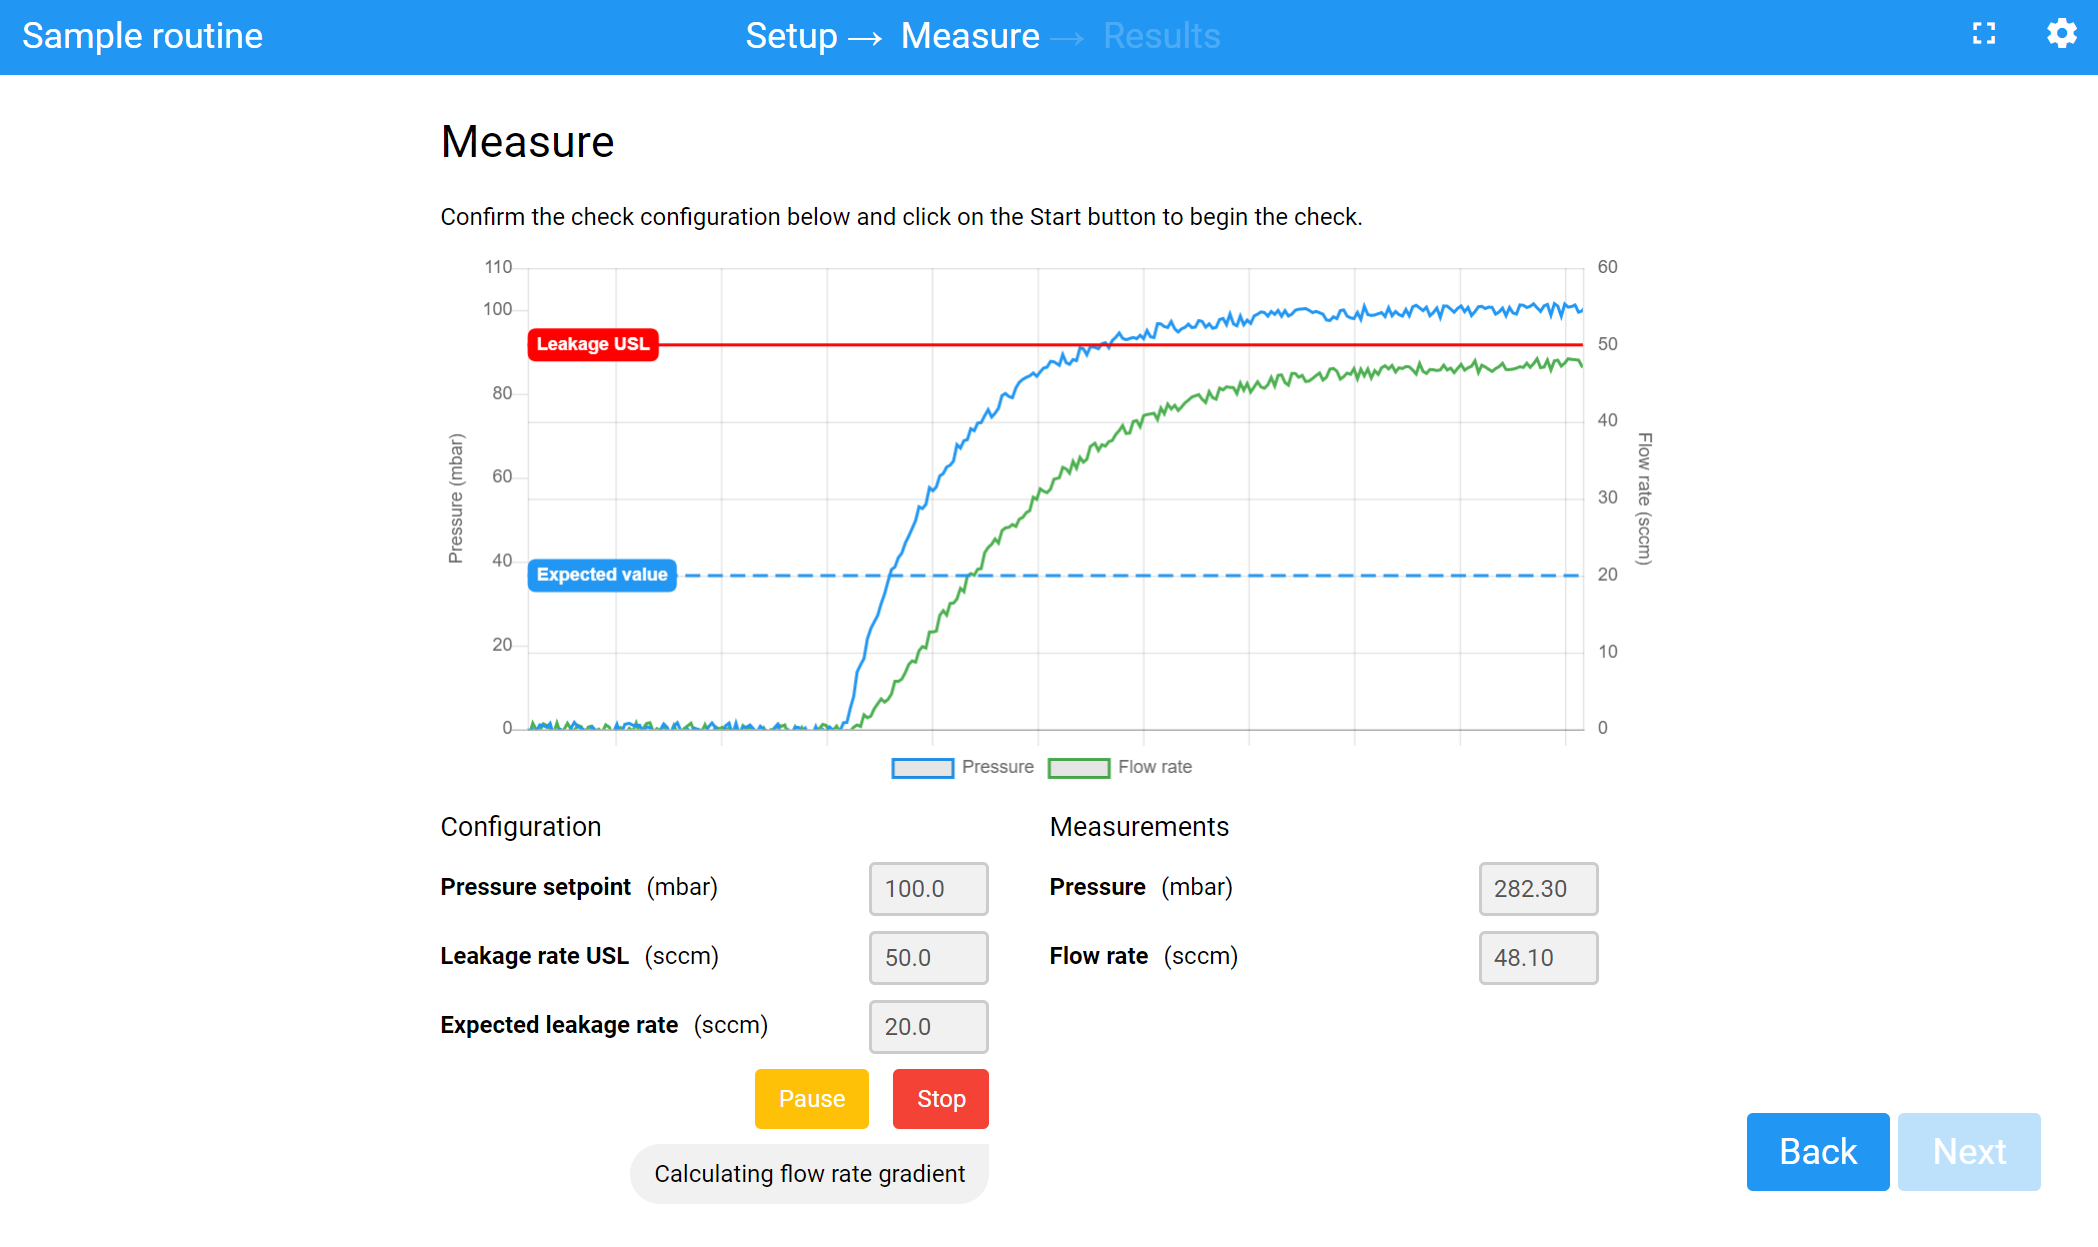 Sample routine
Setup → Measure → Results
Measure
Confirm the check configuration below and click on the Start button to begin the check.
110
100
80
60
40
20
0
Pressure (mbar)
Leakage USL
Expected value
60
50
40
30
20
10
0
Flow rate (sccm)
Pressure Flow rate
Configuration
Pressure setpoint (mbar) 100.0
Leakage rate USL (sccm) 50.0
Expected leakage rate (sccm) 20.0
Pause Stop
Calculating flow rate gradient
Measurements
Pressure (mbar) 282.30
Flow rate (sccm) 48.10
Back Next